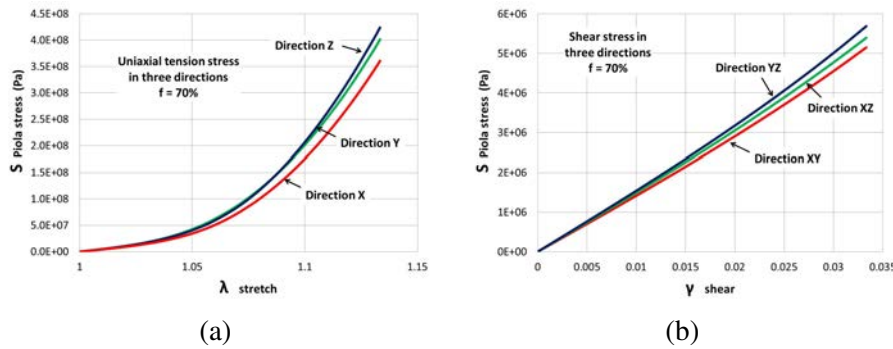 4.5E+08
4.0E+08
3.5E+08
3.0E+08
2.5E+08
2.0E+08
1.5E+08
1.0E+08
5.0E+07
0.0E+00
S Piola stress (Pa)
Uniaxial tension stress
in three directions
f = 70%
Direction Z
Direction Y
Direction X
1
1.05
1.1
1.15
λ stretch
(a)
6E+06
5E+06
4E+06
3E+06
2E+06
1E+06
0E+00
S Piola stress (Pa)
Shear stress in
three directions
f = 70%
Direction YZ
Direction XZ
Direction XY
0
0.005
0.01
0.015
0.02
0.025
0.03
0.035
γ shear
(b)